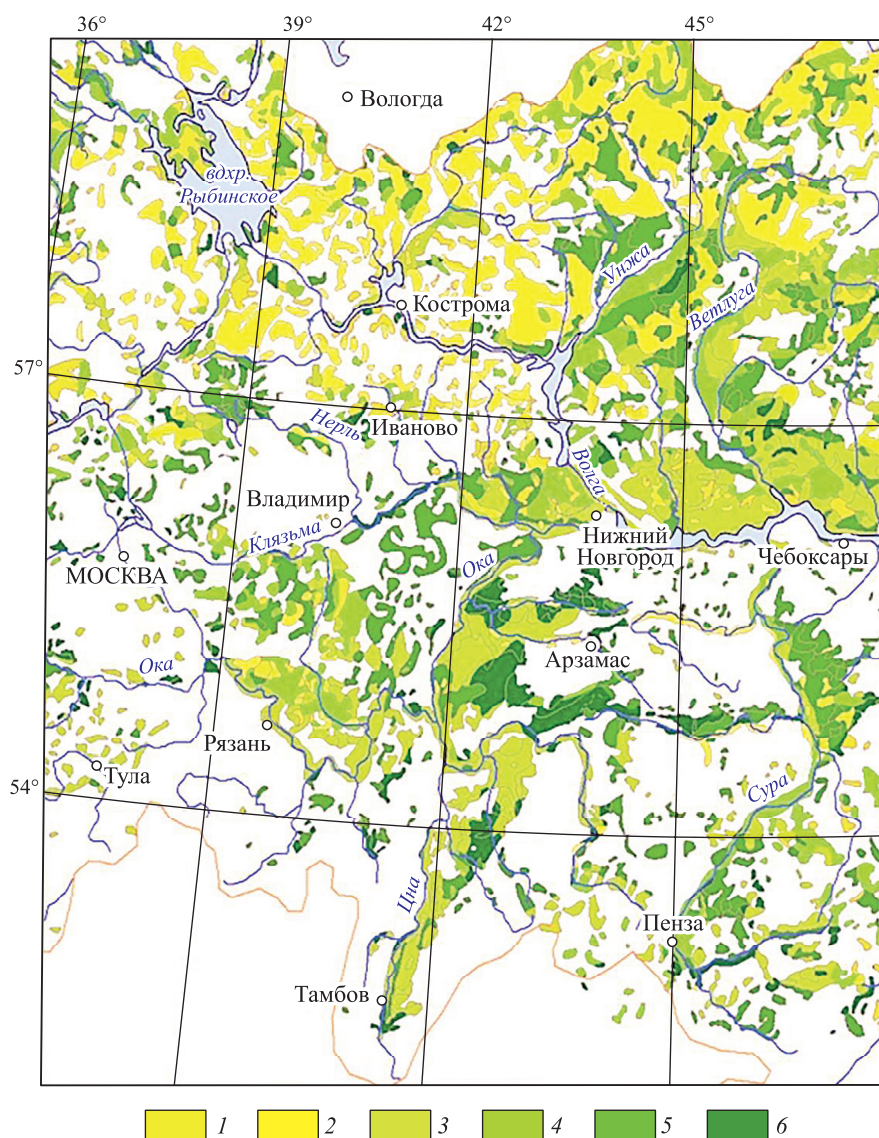 36° 39° 42° 45°
Вологда
вдхр.
Рыбинское
Унжа
Ветлуга
Кострома
57°
Иваново
Нерль
Волга
Владимир
Клязьма
Нижний
Новгород
Чебоксары
МОСКВА
Ока
Арзамас
Ока
Рязань
Тула
54°
Сура
Цна
Пенза
Тамбов
1 2 3 4 5 6